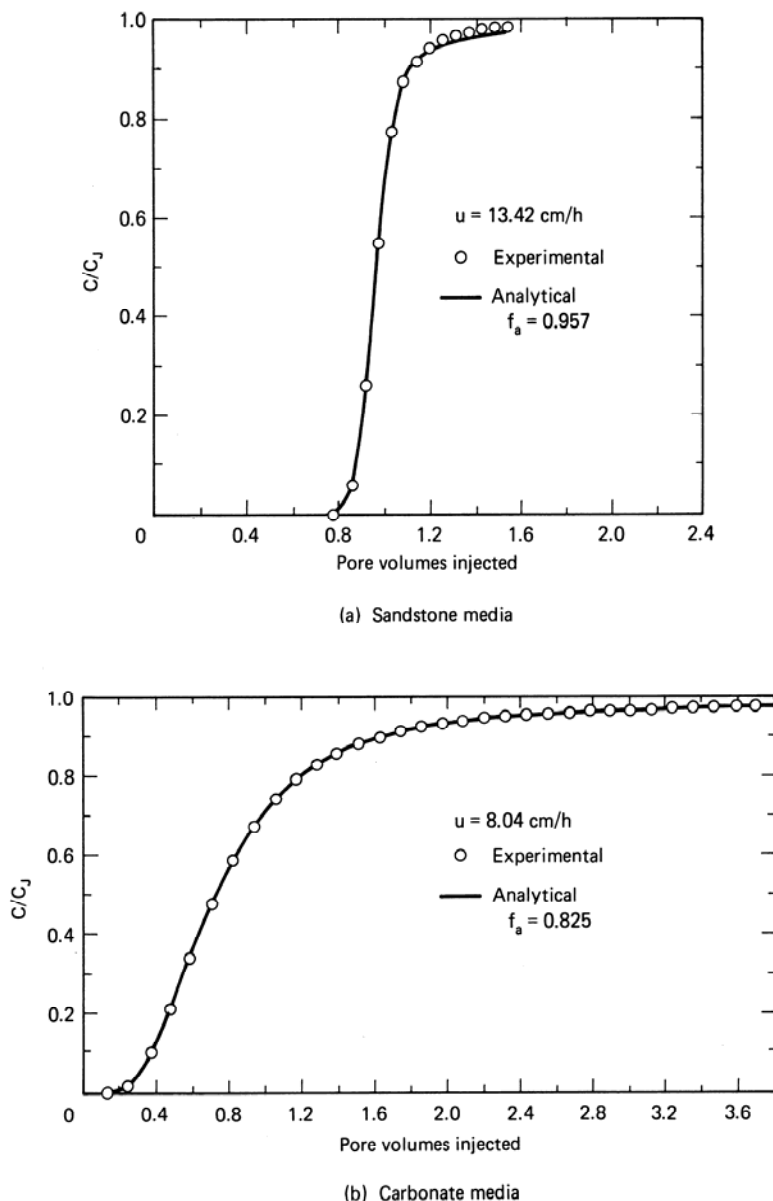 1.0
0.8
0.6
0.4
0.2
C/CJ
u = 13.42 cm/h
Experimental
Analytical
fa = 0.957
0 0.4 0.8 1.2 1.6 2.0 2.4
Pore volumes injected
(a) Sandstone media
1.0
0.8
0.6
0.4
0.2
C/CJ
u = 8.04 cm/h
Experimental
Analytical
fa = 0.825
0 0.4 0.8 1.2 1.6 2.0 2.4 2.8 3.2 3.6
Pore volumes injected
(b) Carbonate media